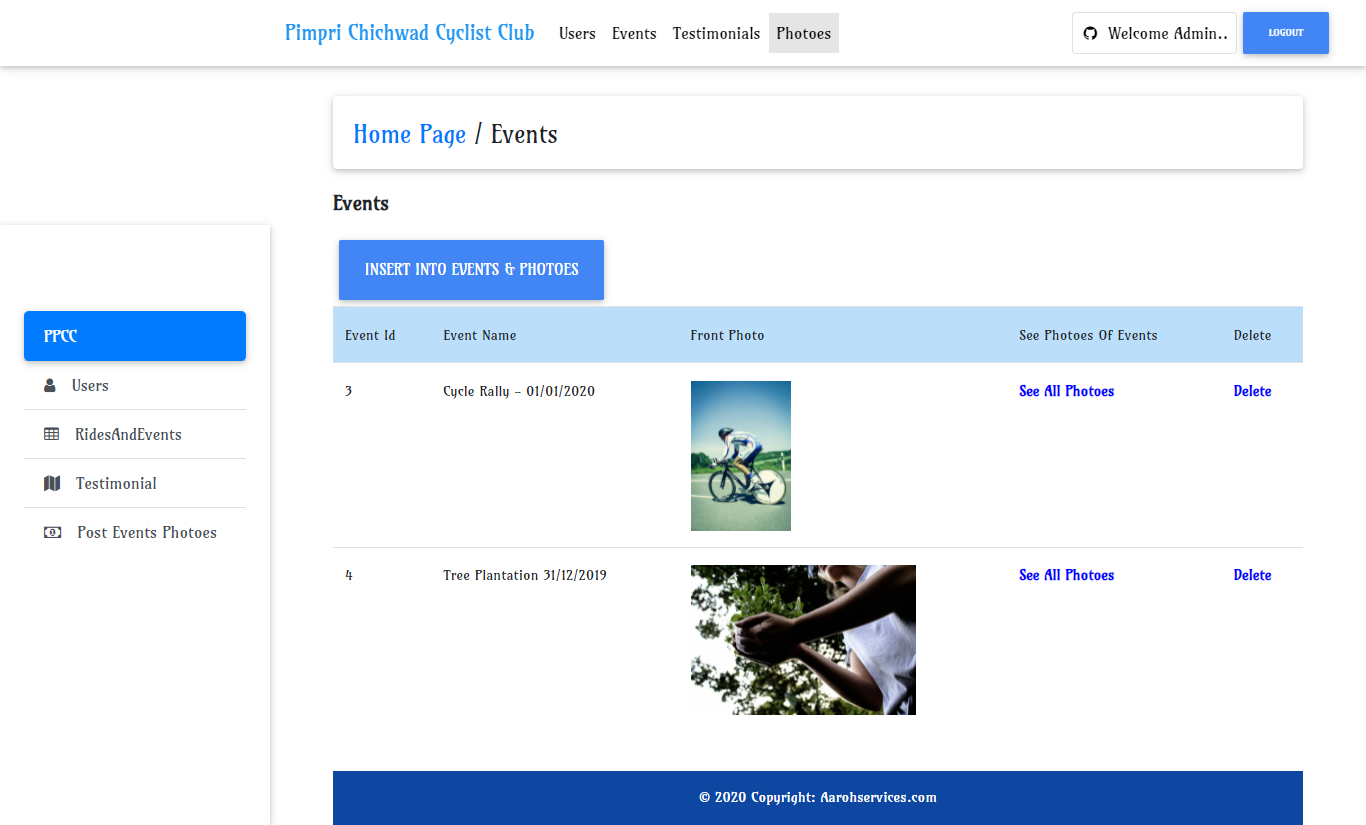 Pimpri Chichwad Cyclist Club Users Events Testimonials Photoes Welcome Admin.. LOGOUT
Home Page / Events
Events
INSERT INTO EVENTS & PHOTOES
PPCC
Users
RidesAndEvents
Testimonial
Post Events Photoes
Event Id Event Name Front Photo See Photoes Of Events Delete
3 Cycle Rally – 01/01/2020 See All Photoes Delete
4 Tree Plantation 31/12/2019 See All Photoes Delete
© 2020 Copyright: Aarohservices.com